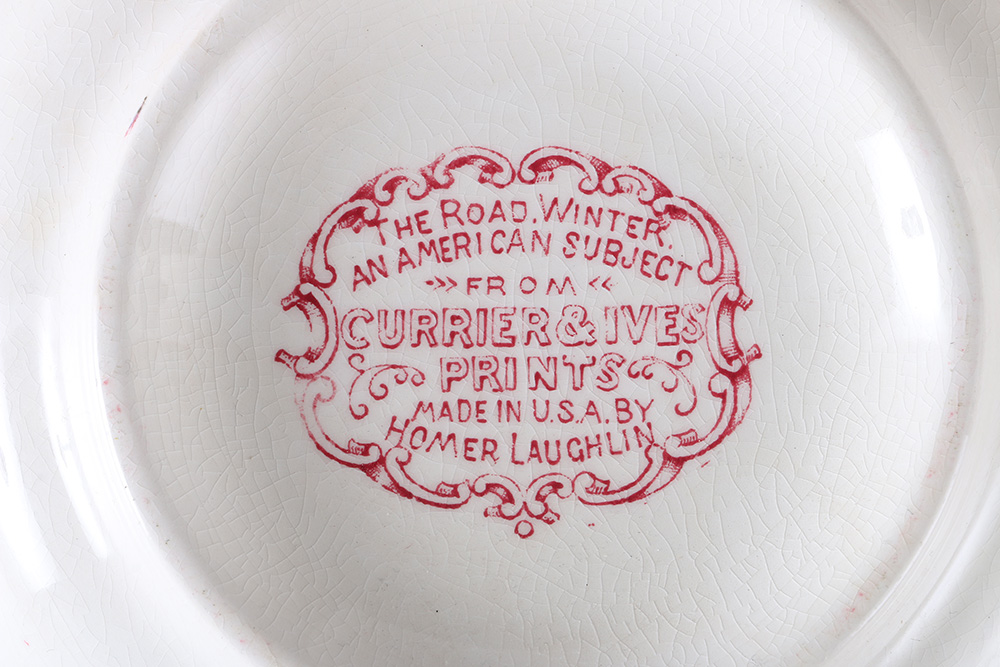 THE ROAD, WINTER.
AN AMERICAN SUBJECT
FROM
CURRIER & IVES
PRINTS
MADE IN U.S.A. BY
HOMER LAUGHLIN